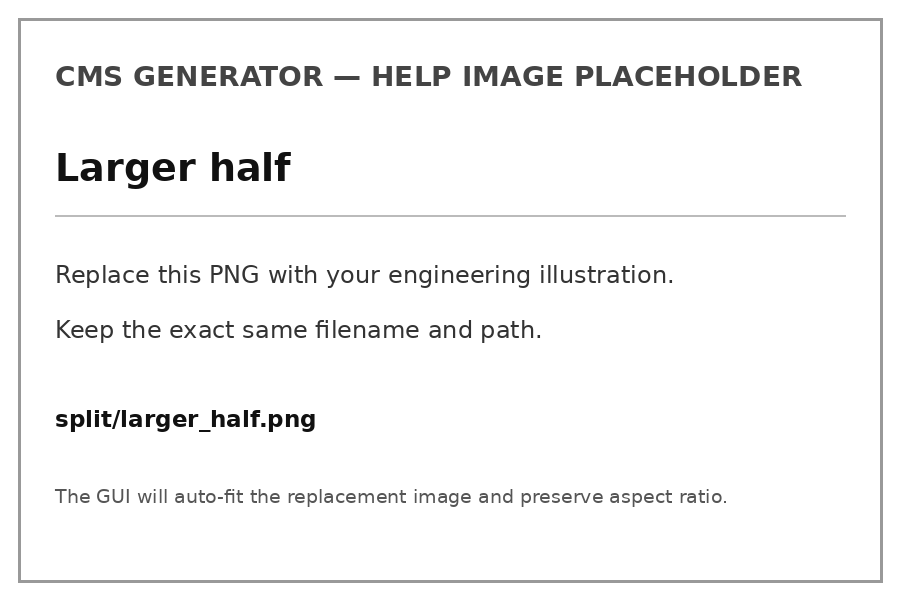 CMS GENERATOR — HELP IMAGE PLACEHOLDER
Larger half
Replace this PNG with your engineering illustration.
Keep the exact same filename and path.
split/larger_half.png
The GUI will auto-fit the replacement image and preserve aspect ratio.